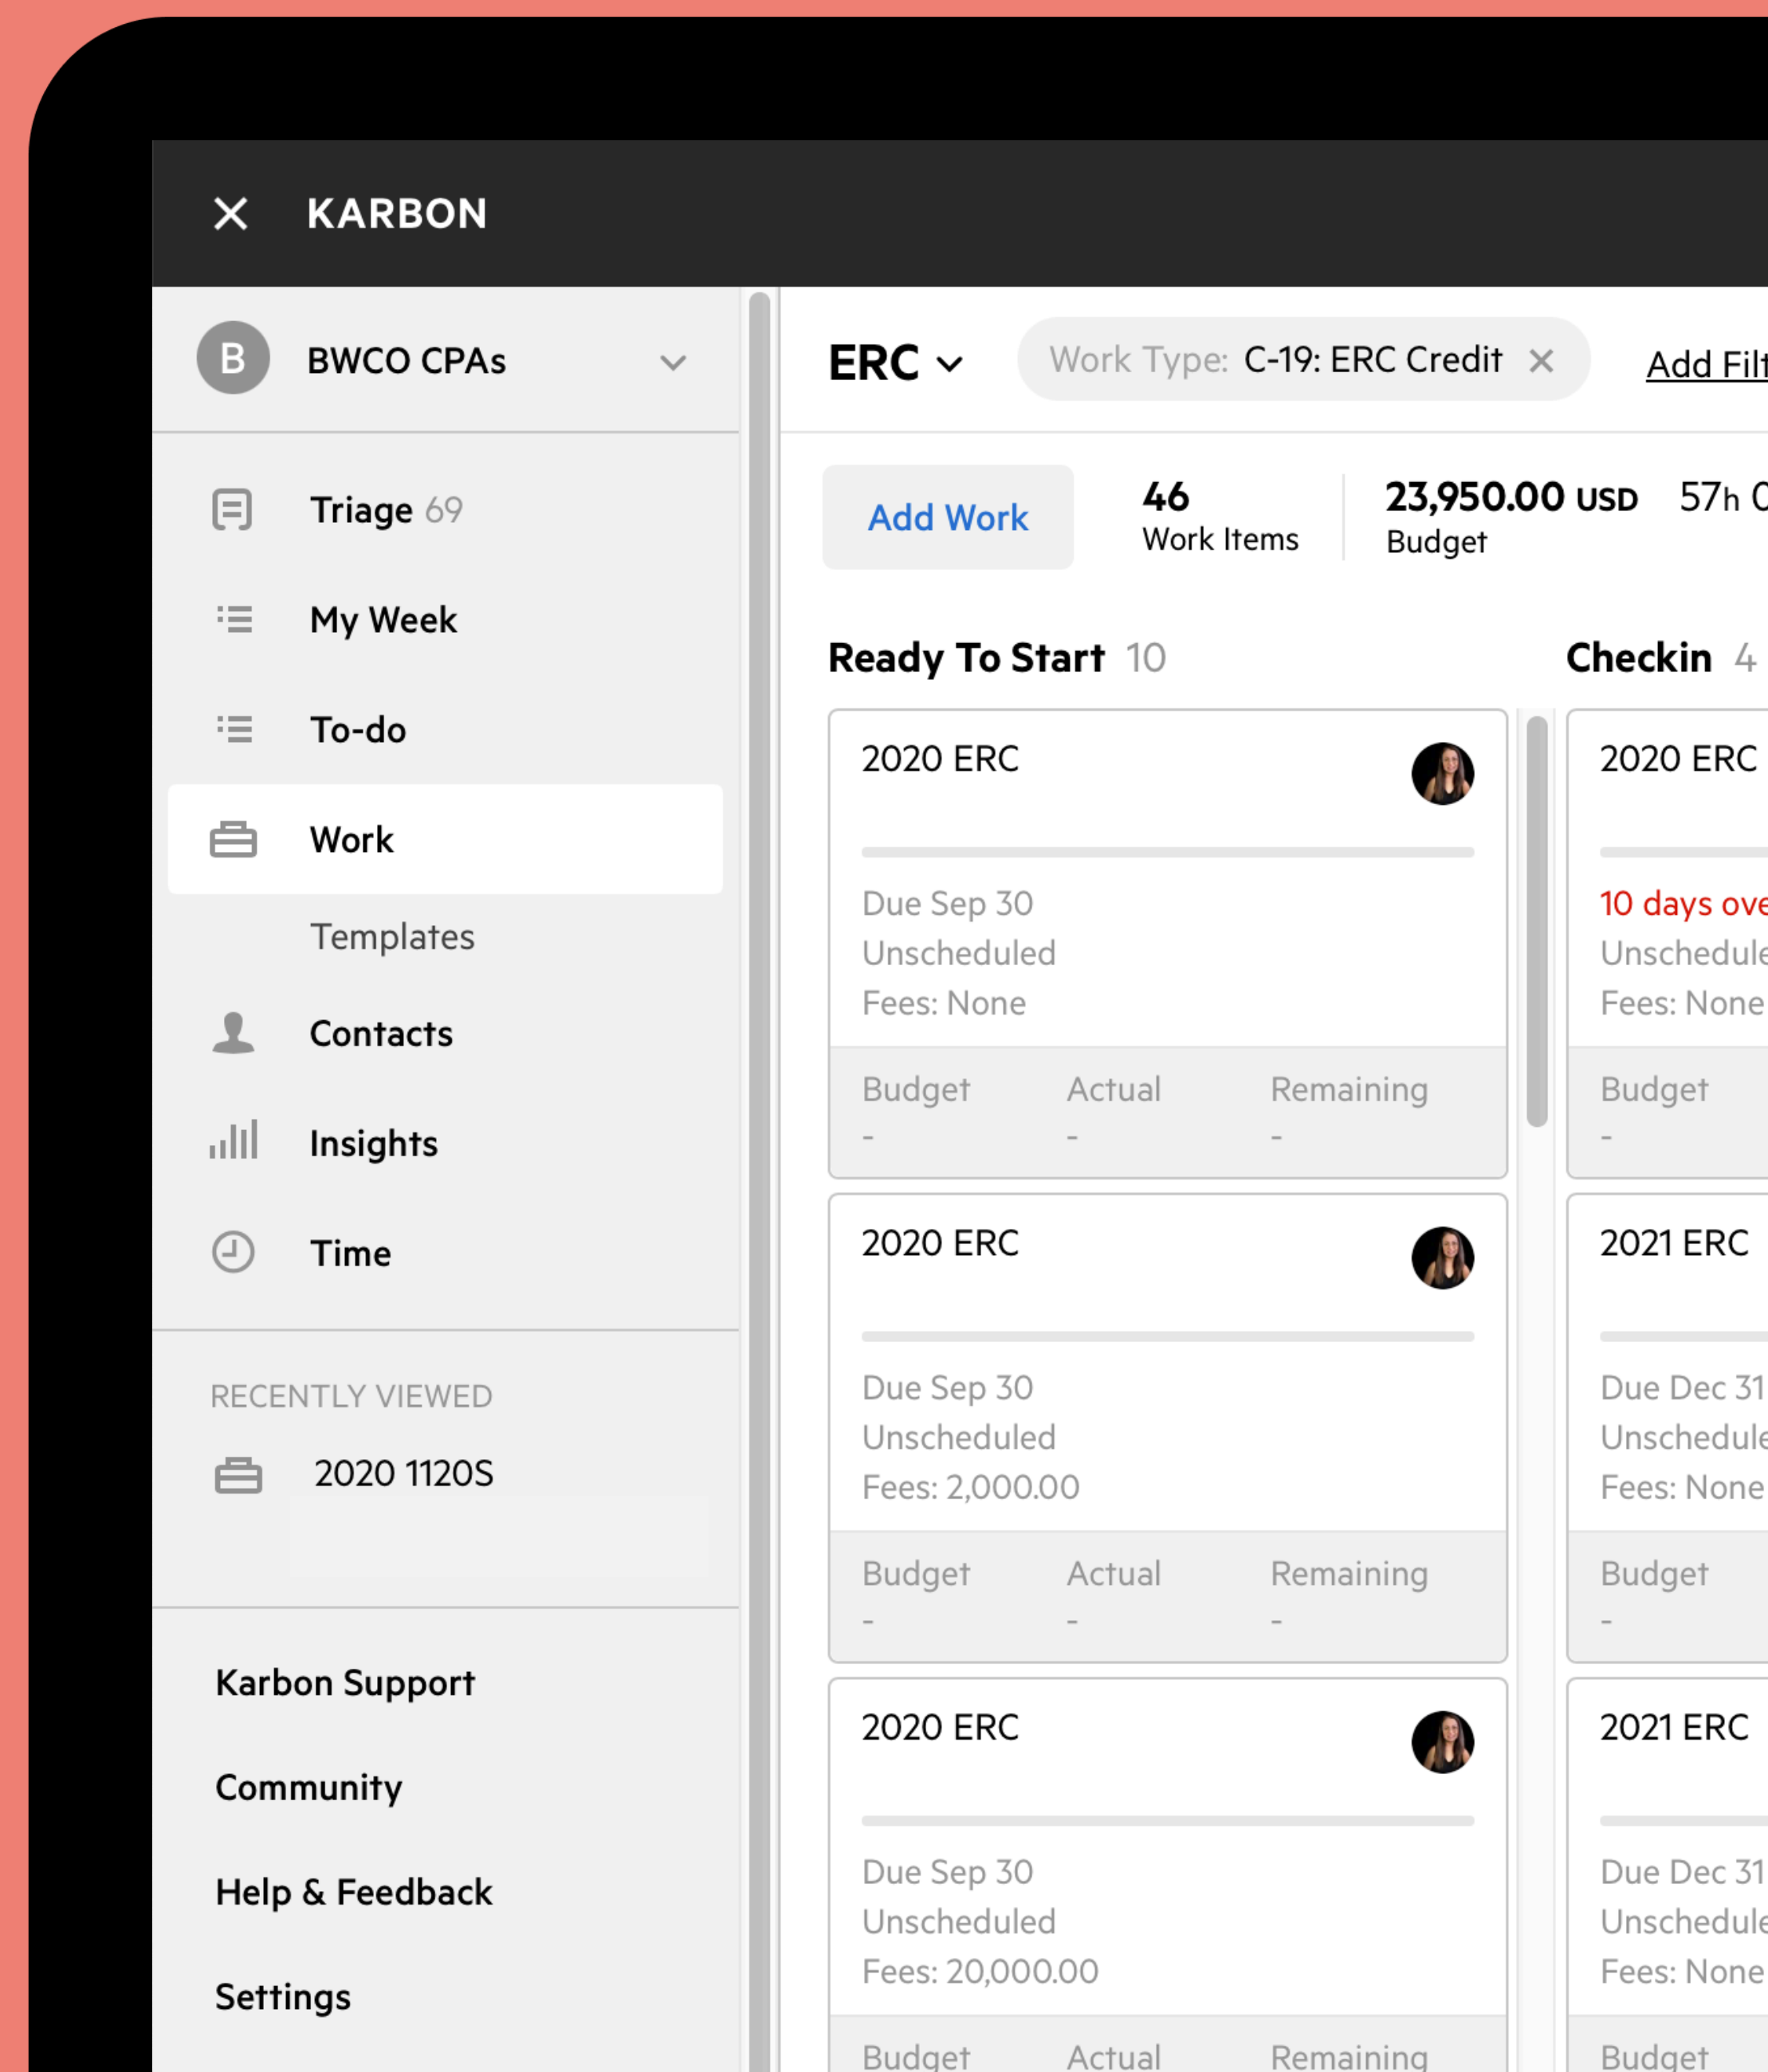 KARBON
B
BWCO CPAs
Triage 69
My Week
To-do
Work
Templates
Contacts
Insights
Time
RECENTLY VIEWED
2020 1120S
Karbon Support
Community
Help & Feedback
Settings
ERC
Work Type: C-19: ERC Credit
Add Filt
Add Work
46
Work Items
23,950.00 USD
Budget
57h
Ready To Start 10
2020 ERC
Due Sep 30
Unscheduled
Fees: None
Budget Actual Remaining
- - -
2020 ERC
Due Sep 30
Unscheduled
Fees: 2,000.00
Budget Actual Remaining
- - -
2020 ERC
Due Sep 30
Unscheduled
Fees: 20,000.00
Budget Actual Remaining
Checkin 4
2020 ERC
10 days ove
Unschedule
Fees: None
Budget
-
2021 ERC
Due Dec 31
Unschedule
Fees: None
Budget
-
2021 ERC
Due Dec 31
Unschedule
Fees: None
Budget